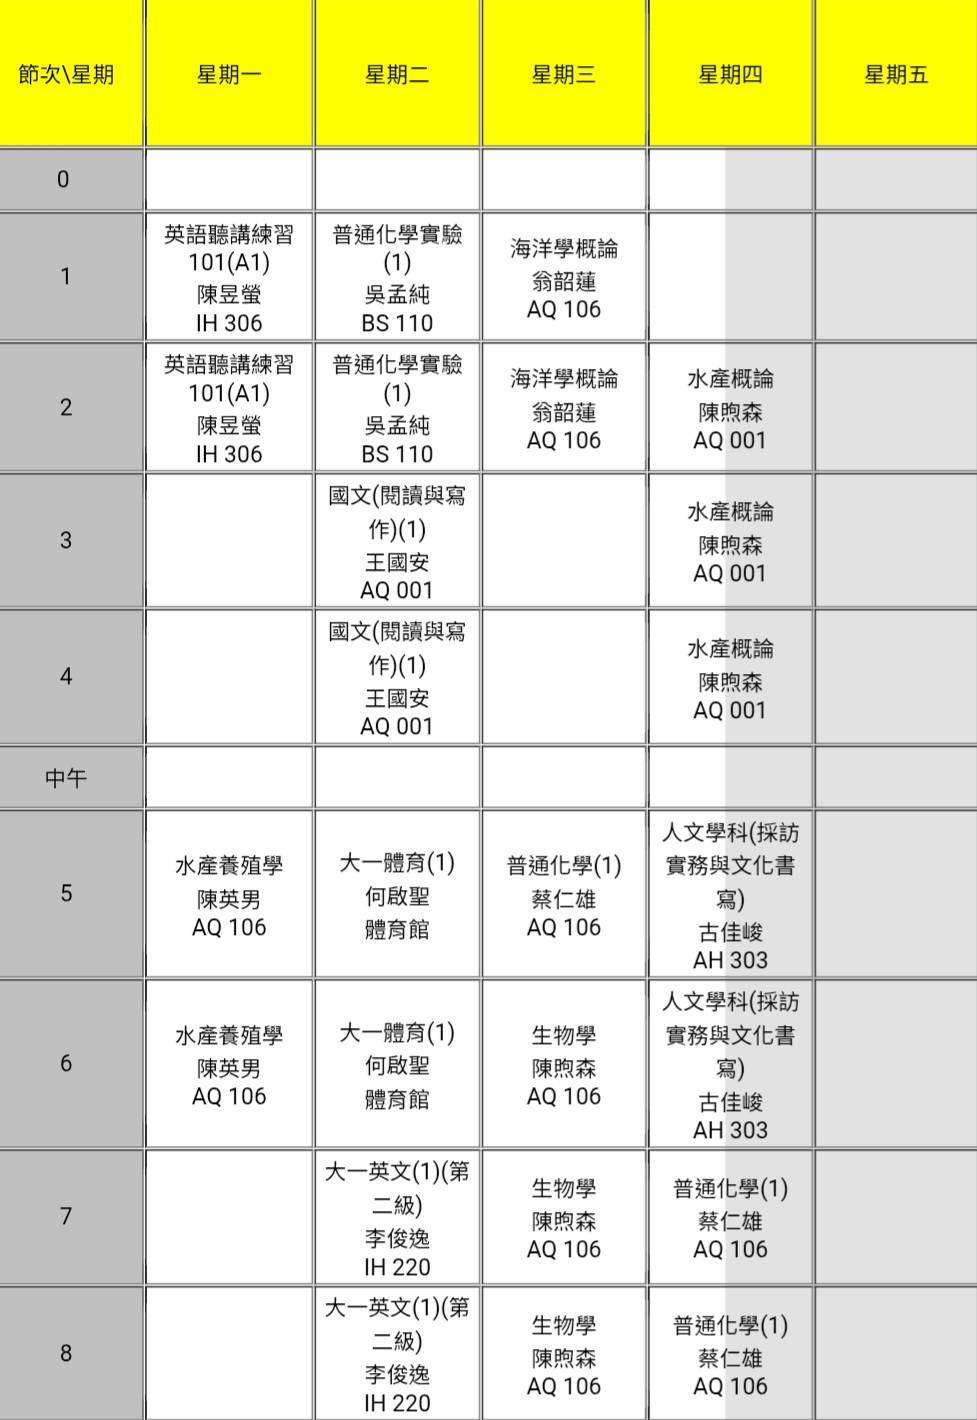 節次\星期 星期一 星期二 星期三 星期四 星期五
0
1
英語聽講練習
101(A1)
陳昱螢
IH 306
普通化學實驗
(1)
吳孟純
BS 110
海洋學概論
翁韶蓮
AQ 106
2
英語聽講練習
101(A1)
陳昱螢
IH 306
普通化學實驗
(1)
吳孟純
BS 110
海洋學概論
翁韶蓮
AQ 106
水產概論
陳煦森
AQ 001
3
國文(閱讀與寫
作)(1)
王國安
AQ 001
水產概論
陳煦森
AQ 001
4
國文(閱讀與寫
作)(1)
王國安
AQ 001
水產概論
陳煦森
AQ 001
中午
5
水產養殖學
陳英男
AQ 106
大一體育(1)
何啟聖
體育館
普通化學(1)
蔡仁雄
AQ 106
人文學科(採訪
實務與文化書
寫)
古佳峻
AH 303
6
水產養殖學
陳英男
AQ 106
大一體育(1)
何啟聖
體育館
生物學
陳煦森
AQ 106
人文學科(採訪
實務與文化書
寫)
古佳峻
AH 303
7
大一英文(1)(第
二級)
李俊逸
IH 220
生物學
陳煦森
AQ 106
普通化學(1)
蔡仁雄
AQ 106
8
大一英文(1)(第
二級)
李俊逸
IH 220
生物學
陳煦森
AQ 106
普通化學(1)
蔡仁雄
AQ 106